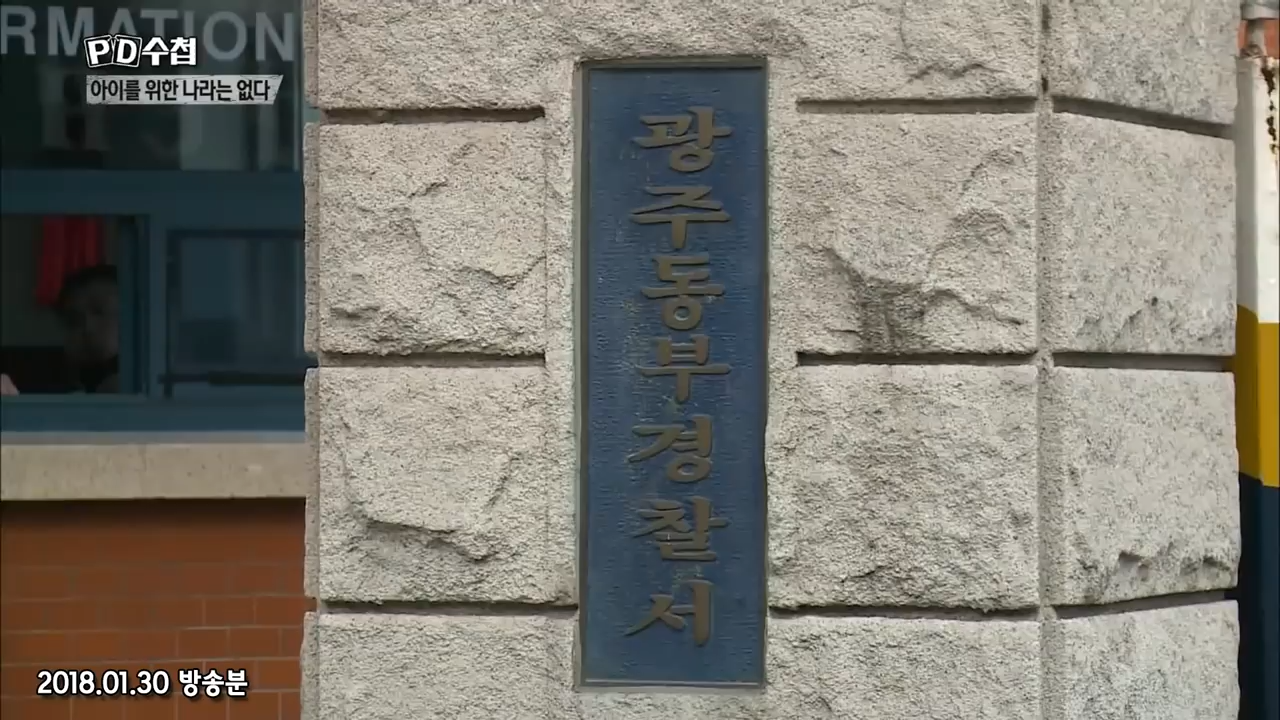 RMATION
PD수첩
아이를 위한 나라는 없다
광주동부경찰서
2018.01.30 방송분